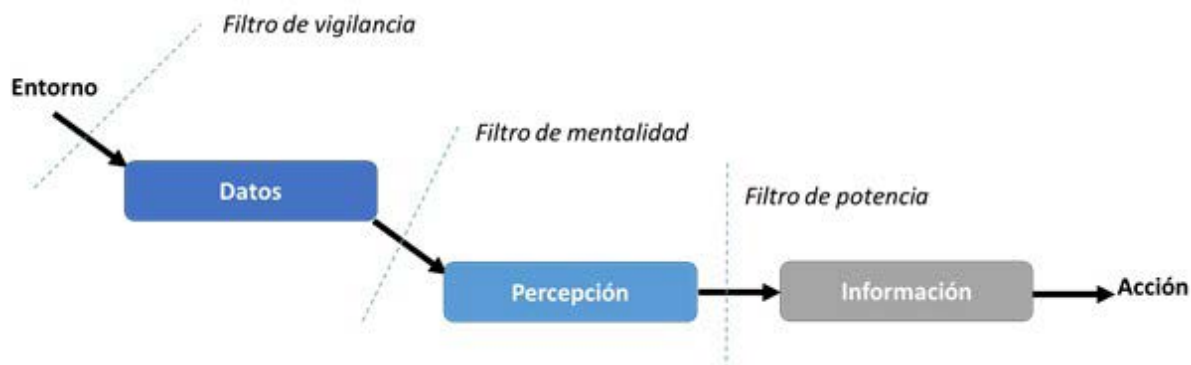 Filtro de vigilancia
Entorno
Filtro de mentalidad
Datos
Filtro de potencia
Percepción
Información
Acción